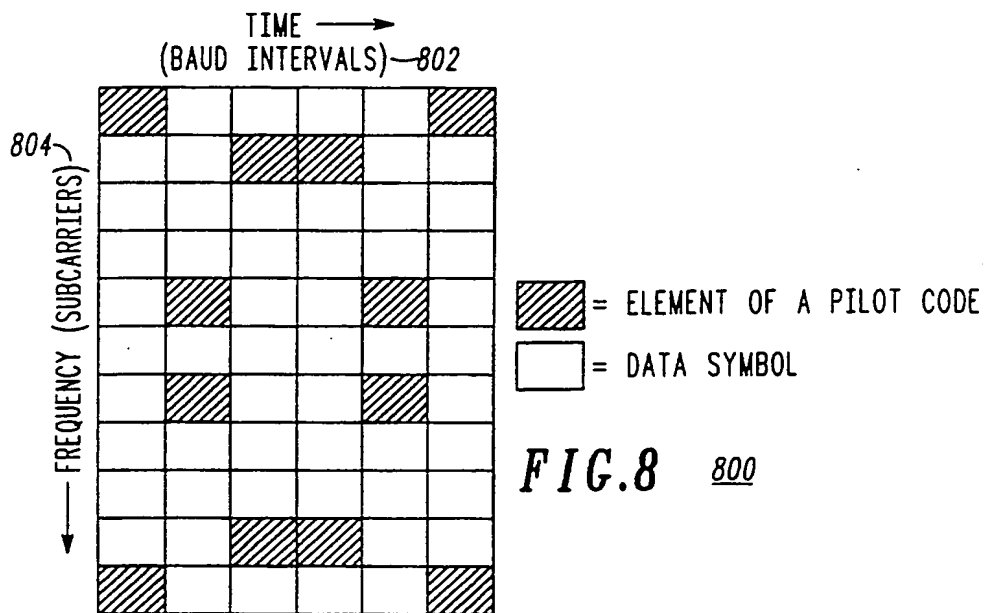 TIME
(BAUD INTERVALS) 802
804
FREQUENCY (SUBCARRIERS)
= ELEMENT OF A PILOT CODE
= DATA SYMBOL
FIG.8 800